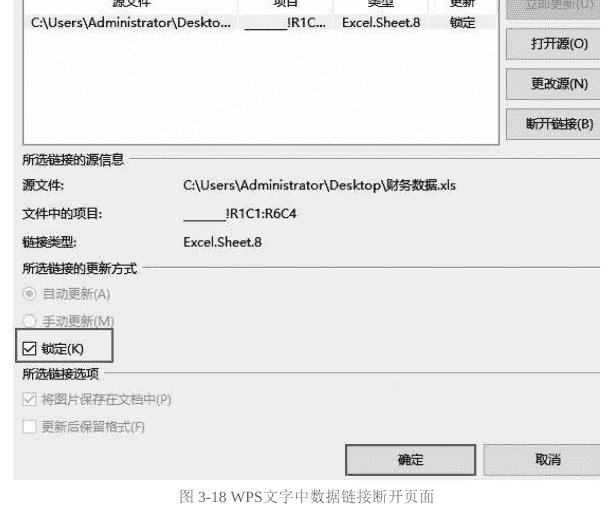 源文件 项目 类型 更新
立即更新(U)
C:\Users\Administrator\Deskto... ______!R1C... Excel.Sheet.8 锁定
打开源(O)
更改源(N)
断开链接(B)
所选链接的源信息
源文件: C:\Users\Administrator\Desktop\财务数据.xls
文件中的项目: ______!R1C1:R6C4
链接类型: Excel.Sheet.8
所选链接的更新方式
自动更新(A)
手动更新(M)
锁定(K)
所选链接选项
将图片保存在文档中(P)
更新后保留格式(F)
确定 取消
图 3-18 WPS文字中数据链接断开页面